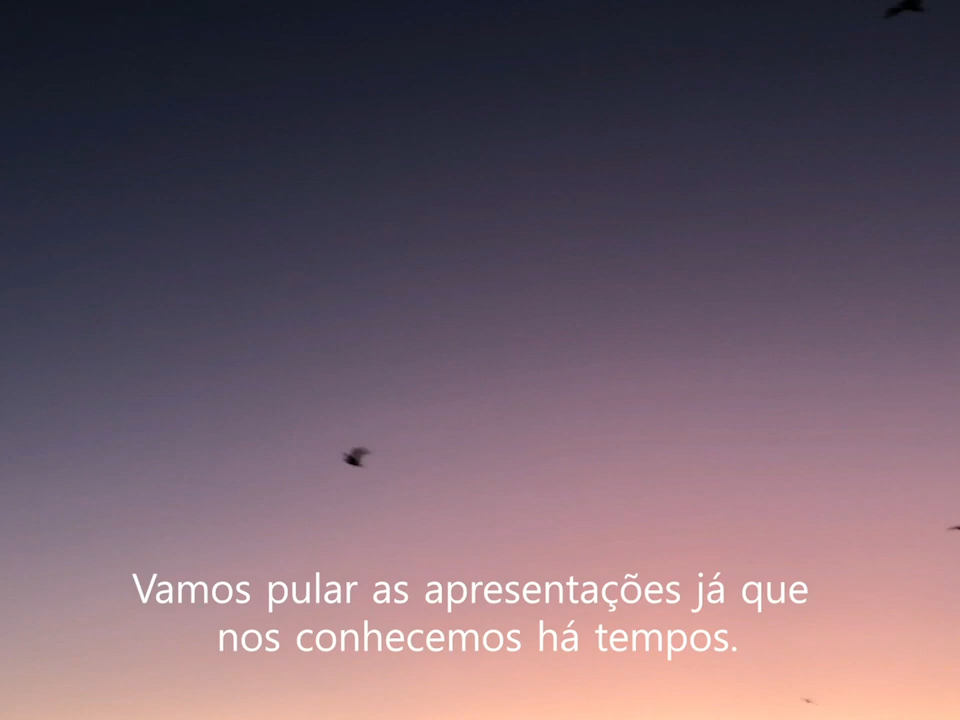 Vamos pular as apresentações já que
nos conhecemos há tempos.